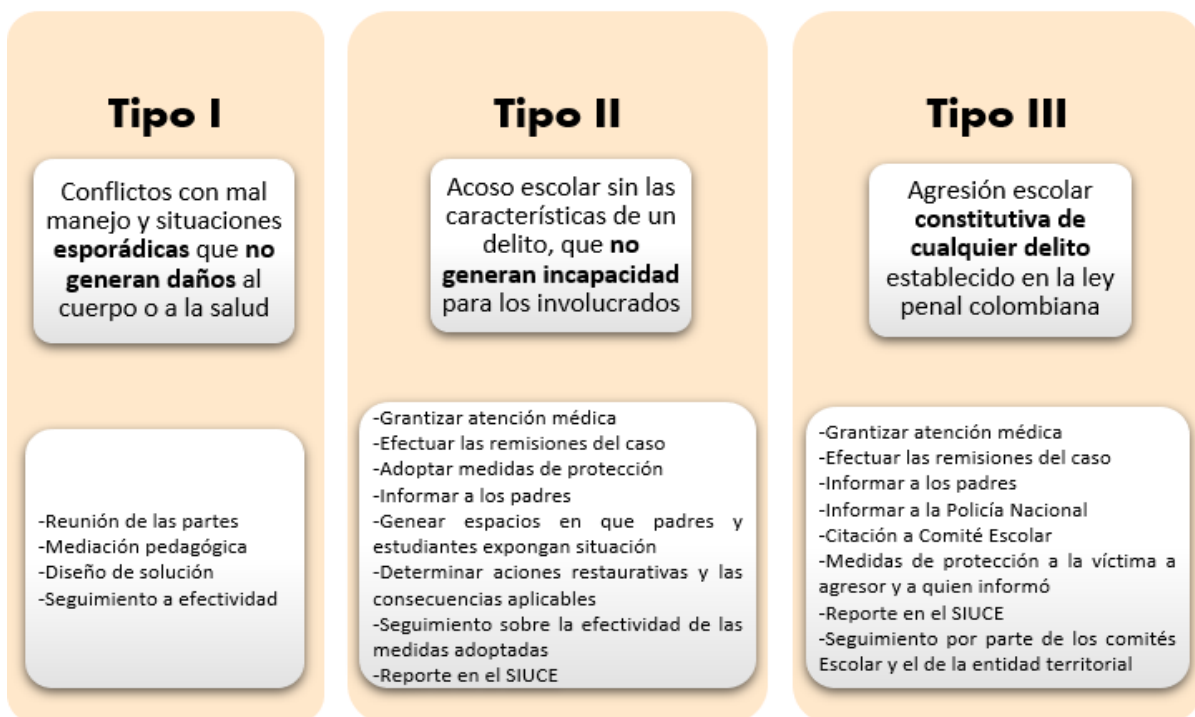 Tipo I
Conflictos con mal
manejo y situaciones
esporádicas que no
generan daños al
cuerpo o a la salud
-Reunión de las partes
-Mediación pedagógica
-Diseño de solución
-Seguimiento a efectividad
Tipo II
Acoso escolar sin las
características de un
delito, que no
generan incapacidad
para los involucrados
-Grantizar atención médica
-Efectuar las remisiones del caso
-Adoptar medidas de protección
-Informar a los padres
-Genear espacios en que padres y
estudiantes expongan situación
-Determinar aciones restaurativas y las
consecuencias aplicables
-Seguimiento sobre la efectividad de las
medidas adoptadas
-Reporte en el SIUCE
Tipo III
Agresión escolar
constitutiva de
cualquier delito
establecido en la ley
penal colombiana
-Grantizar atención médica
-Efectuar las remisiones del caso
-Informar a los padres
-Informar a la Policía Nacional
-Citación a Comité Escolar
-Medidas de protección a la víctima a
agresor y a quien informó
-Reporte en el SIUCE
-Seguimiento por parte de los comités
Escolar y el de la entidad territorial